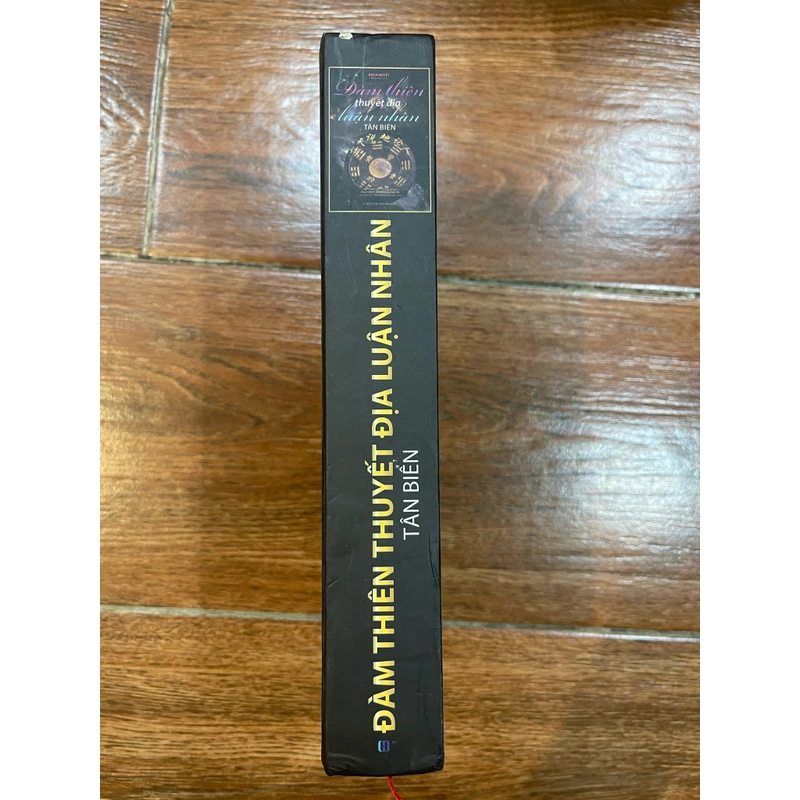 Đàm thiên
thuyết địa
luận nhân
TÂN BIÊN
ĐÀM THIÊN THUYẾT ĐỊA LUẬN NHÂN
TÂN BIÊN